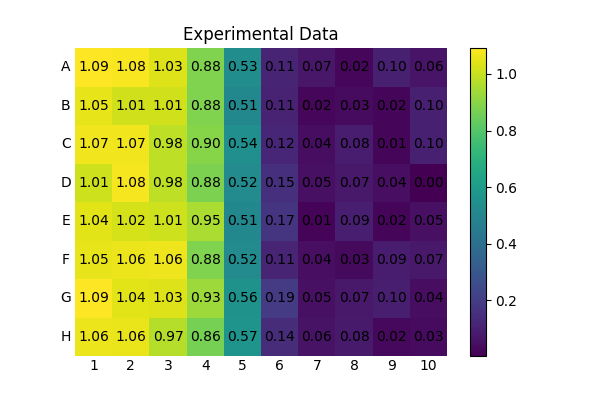 Experimental Data
A 1.09 1.08 1.03 0.88 0.53 0.11 0.07 0.02 0.10 0.06
B 1.05 1.01 1.01 0.88 0.51 0.11 0.02 0.03 0.02 0.10
C 1.07 1.07 0.98 0.90 0.54 0.12 0.04 0.08 0.01 0.10
D 1.01 1.08 0.98 0.88 0.52 0.15 0.05 0.07 0.04 0.00
E 1.04 1.02 1.01 0.95 0.51 0.17 0.01 0.09 0.02 0.05
F 1.05 1.06 1.06 0.88 0.52 0.11 0.04 0.03 0.09 0.07
G 1.09 1.04 1.03 0.93 0.56 0.19 0.05 0.07 0.10 0.04
H 1.06 1.06 0.97 0.86 0.57 0.14 0.06 0.08 0.02 0.03
1 2 3 4 5 6 7 8 9 10
1.0
0.8
0.6
0.4
0.2